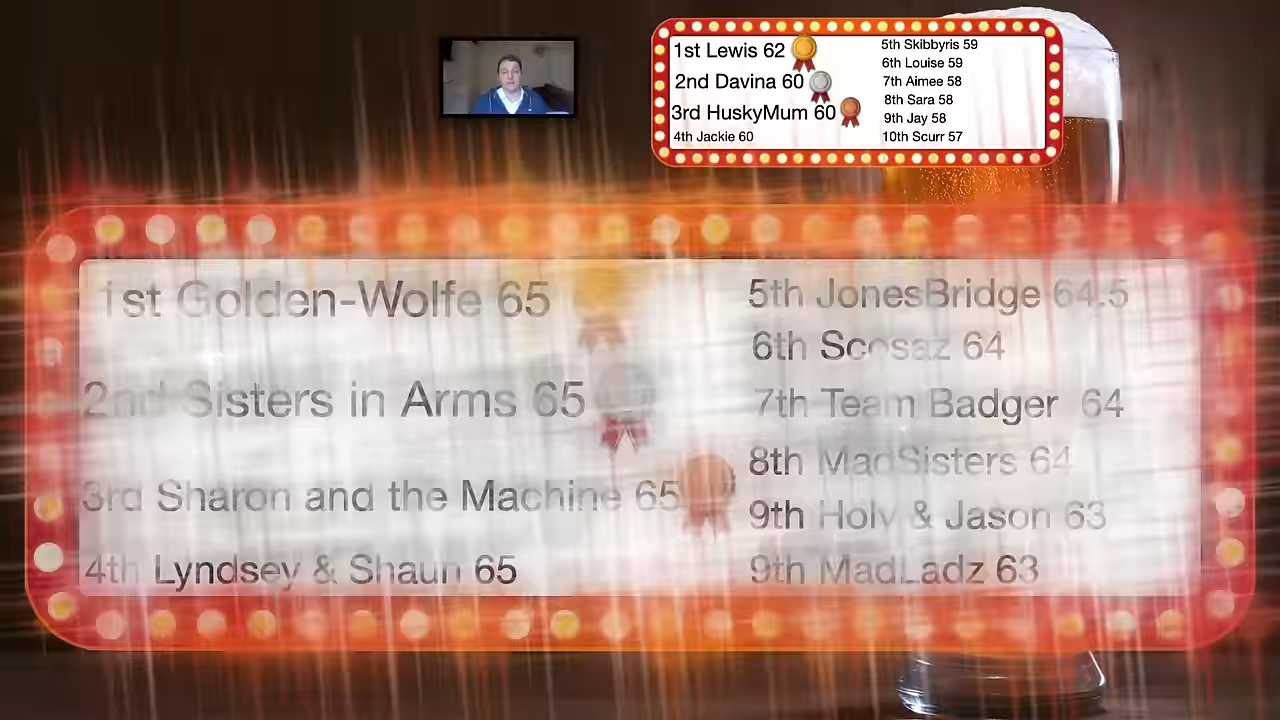 1st Lewis 62
2nd Davina 60
3rd HuskyMum 60
4th Jackie 60
5th Skibbyris 59
6th Louise 59
7th Aimee 58
8th Sara 58
9th Jay 58
10th Scurr 57
1st Golden-Wolfe 65
2nd Sisters in Arms 65
3rd Sharon and the Machine 65
4th Lyndsey & Shaun 65
5th JonesBridge 64.5
6th Scosaz 64
7th Team Badger 64
8th MadSisters 64
9th Holv & Jason 63
9th MadLadz 63